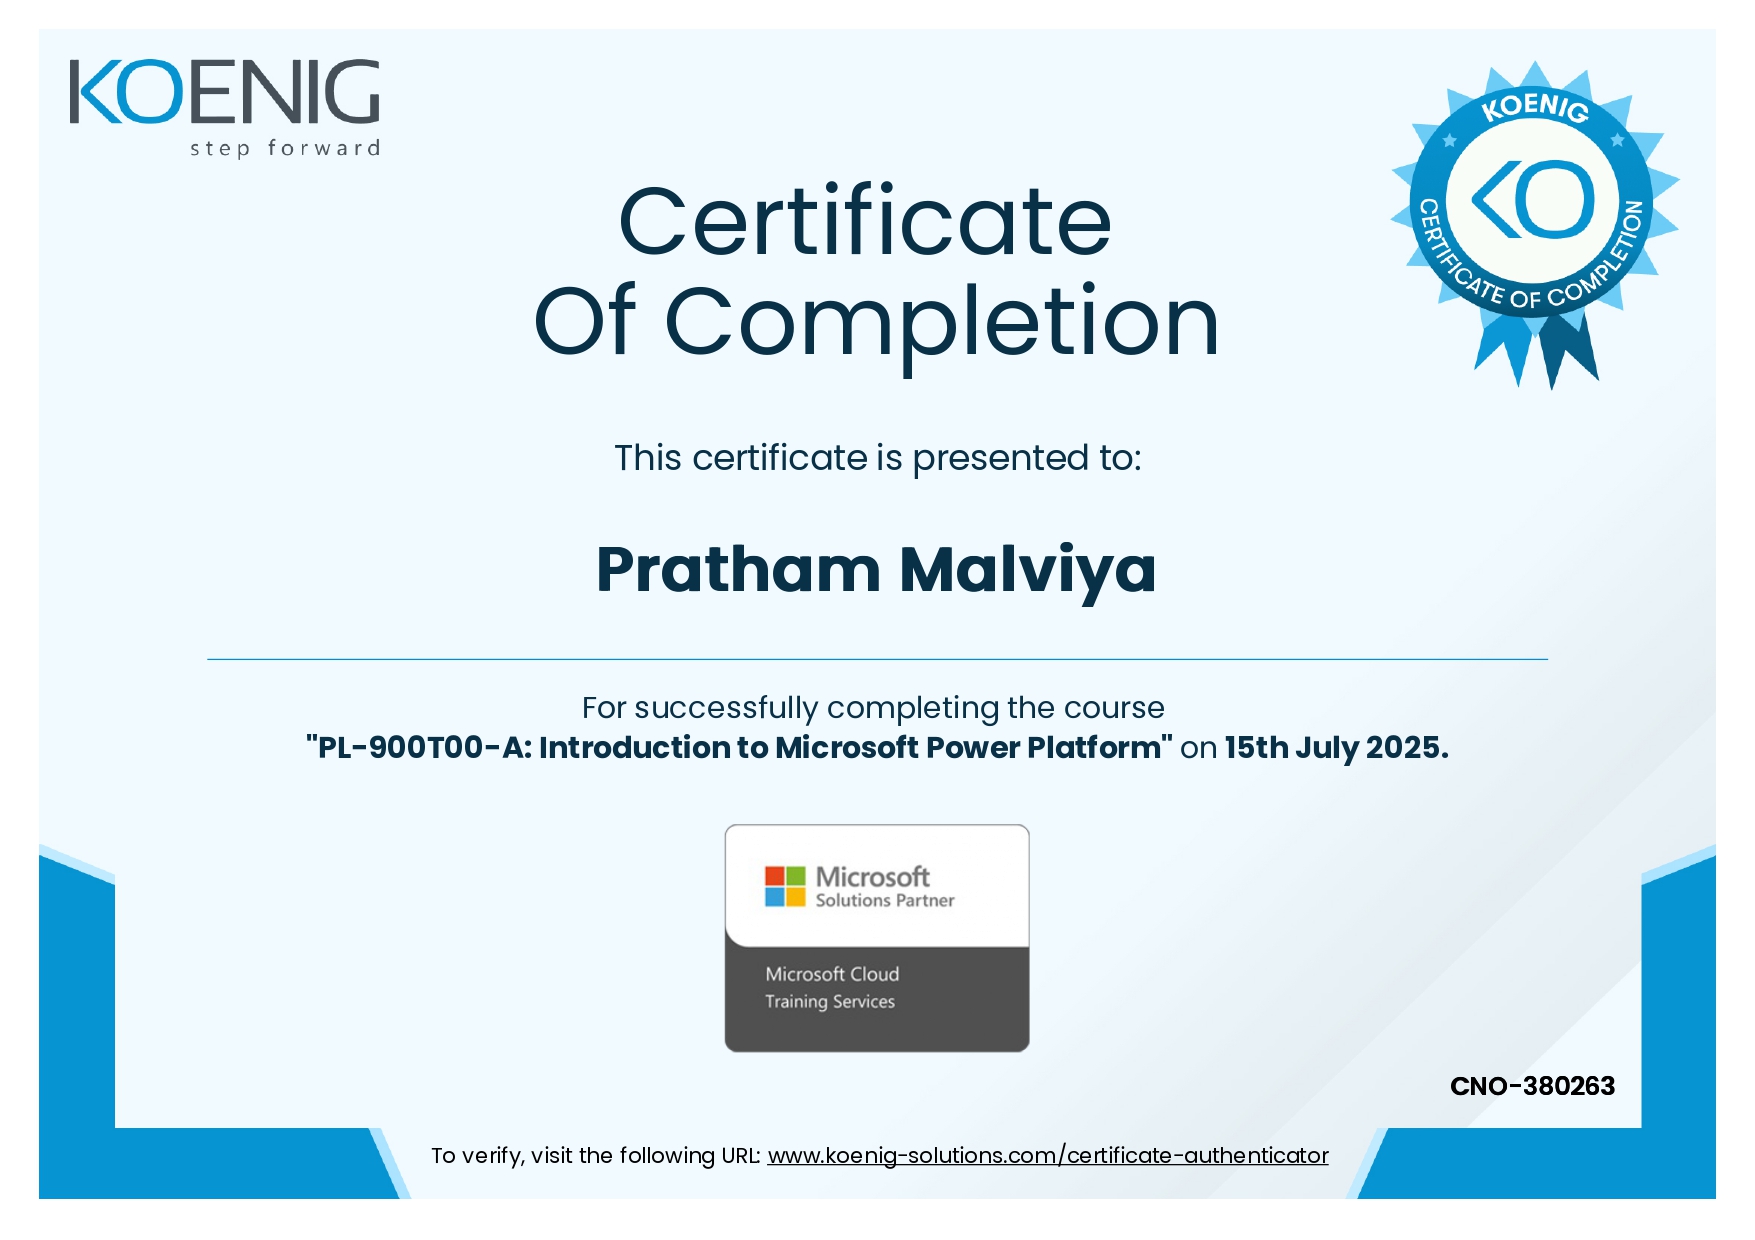 KOENIG
step forward
KOENIG
KO
CERTIFICATE OF COMPLETION
Certificate
Of Completion
This certificate is presented to:
Pratham Malviya
For successfully completing the course
"PL-900T00-A: Introduction to Microsoft Power Platform" on 15th July 2025.
Microsoft
Solutions Partner
Microsoft Cloud
Training Services
CNO-380263
To verify, visit the following URL: www.koenig-solutions.com/certificate-authenticator